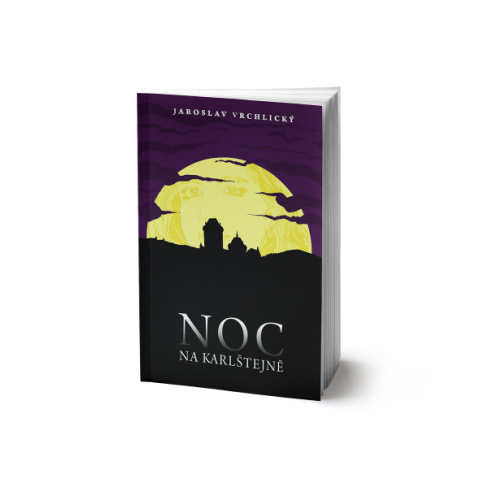 JAROSLAV VRCHLICKÝ
NOC
NA KARLŠTEJNĚ